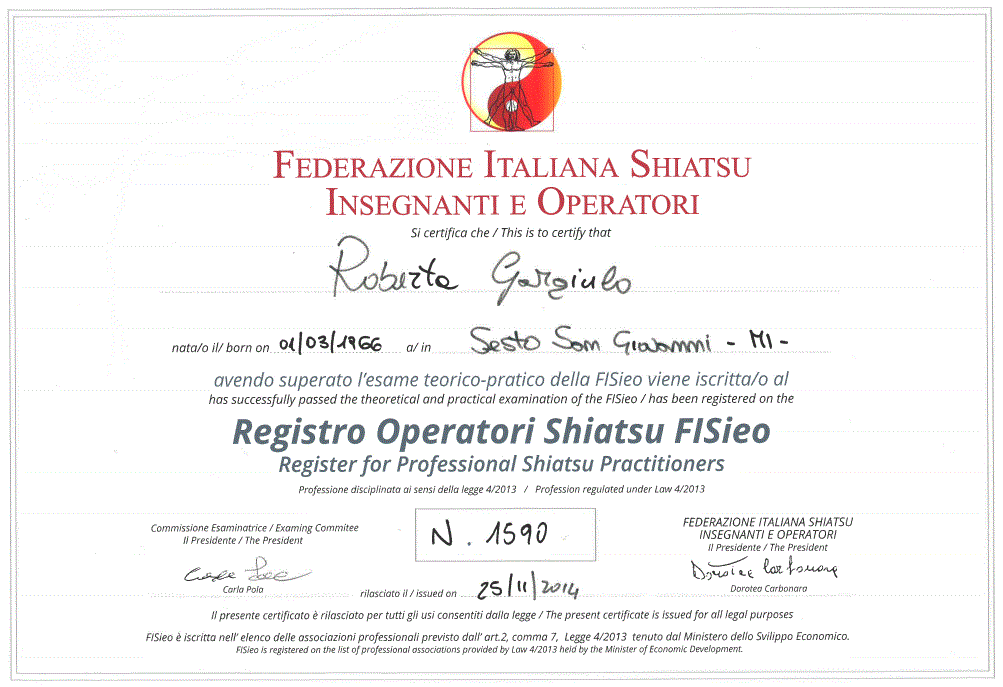 Federazione Italiana Shiatsu
Insegnanti e Operatori
Si certifica che / This is to certify that
Roberta Gargiulo
nata/o il/ born on 01/03/1966 a/ in Sesto San Giovanni - MI -
avendo superato l'esame teorico-pratico della FISieo viene iscritta/o al
has successfully passed the theoretical and practical examination of the FISieo / has been registered on the
Registro Operatori Shiatsu FISieo
Register for Professional Shiatsu Practitioners
Professione disciplinata ai sensi della legge 4/2013 / Profession regulated under Law 4/2013
Commissione Esaminatrice / Examing Commitee
Il Presidente / The President
Carla Pola
Carla Pola
N. 1590
rilasciato il / issued on 25/11/2014
FEDERAZIONE ITALIANA SHIATSU
INSEGNANTI E OPERATORI
Il Presidente / The President
Dorotea Carbonara
Dorotea Carbonara
Il presente certificato è rilasciato per tutti gli usi consentiti dalla legge / The present certificate is issued for all legal purposes
FISieo è iscritta nell' elenco delle associazioni professionali previsto dall' art.2, comma 7, Legge 4/2013 tenuto dal Ministero dello Sviluppo Economico.
FISieo is registered on the list of professional associations provided by Law 4/2013 held by the Minister of Economic Development.